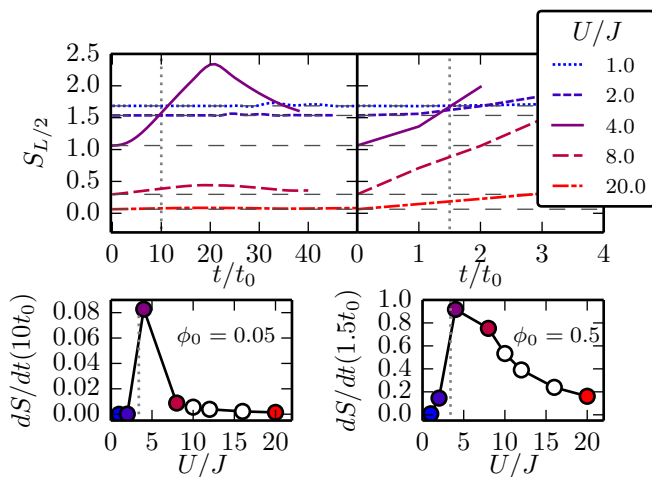 U/J
1.0
2.0
4.0
8.0
20.0
S_{L/2}
2.5
2.0
1.5
1.0
0.5
0.0
0 10 20 30 40 0 1 2 3 4
t/t_0 t/t_0
dS/dt(10t_0)
0.08
0.06
0.04
0.02
0.00
ϕ_0 = 0.05
0 5 10 15 20
U/J
dS/dt(1.5t_0)
1.0
0.8
0.6
0.4
0.2
0.0
ϕ_0 = 0.5
0 5 10 15 20
U/J